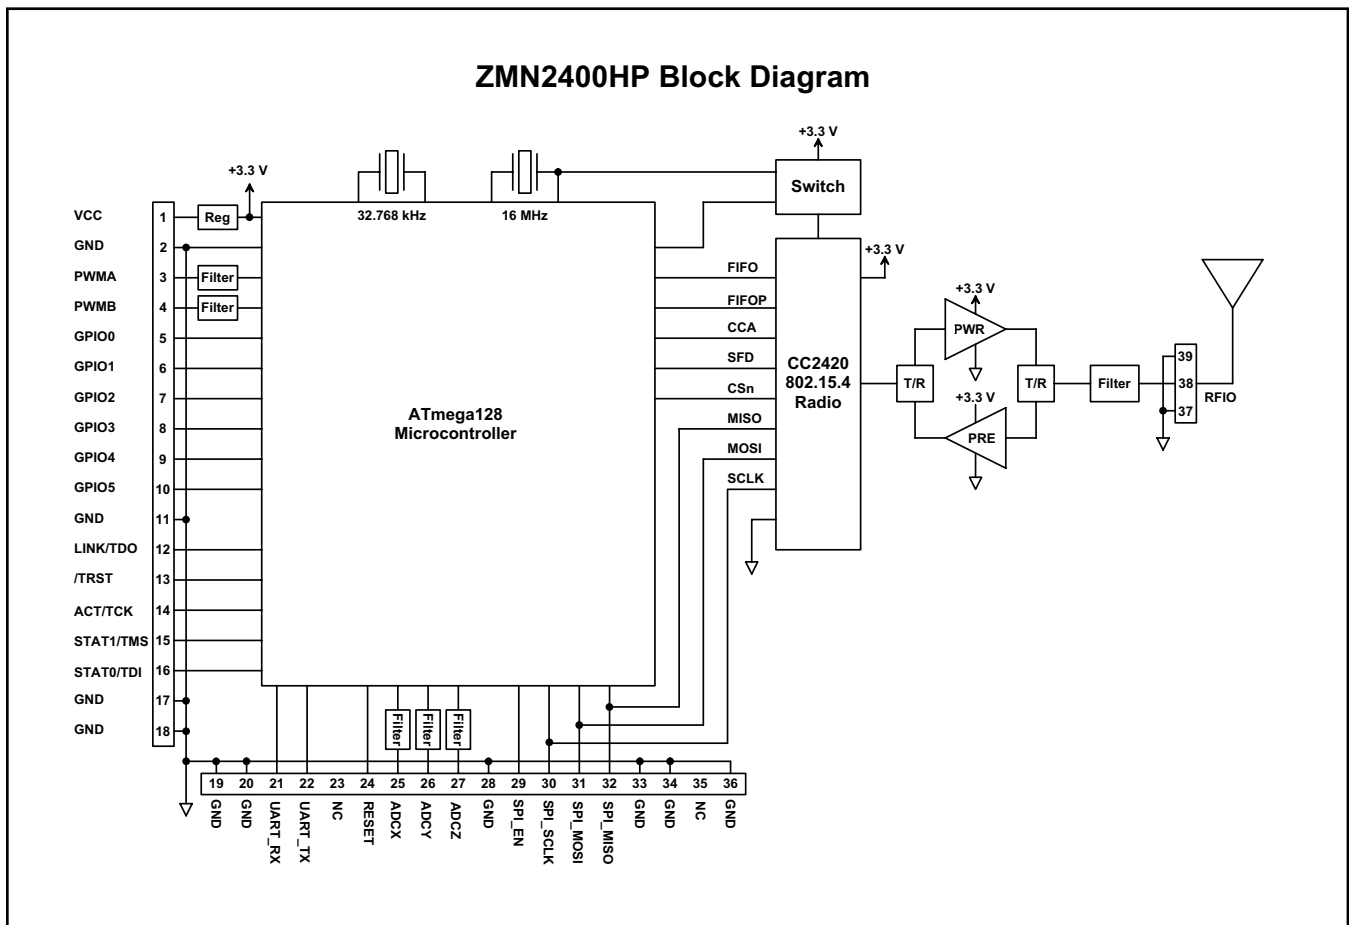 ZMN2400HP Block Diagram
+3.3 V
+3.3 V
Switch
32.768 kHz
16 MHz
VCC
1
Reg
GND
2
+3.3 V
PWMA
3
Filter
FIFO
PWMB
4
Filter
FIFOP
+3.3 V
GPIO0
5
CCA
PWR
GPIO1
6
SFD
CC2420
802.15.4
Radio
39
GPIO2
7
CSn
T/R
T/R
Filter
38
RFIO
+3.3 V
37
ATmega128
Microcontroller
GPIO3
8
MISO
PRE
GPIO4
9
MOSI
GPIO5
10
SCLK
GND
11
LINK/TDO
12
/TRST
13
ACT/TCK
14
STAT1/TMS
15
STAT0/TDI
16
GND
17
GND
18
Filter
Filter
Filter
19
20
21
22
23
24
25
26
27
28
29
30
31
32
33
34
35
36
GND
GND
UART_RX
UART_TX
NC
RESET
ADCX
ADCY
ADCZ
GND
SPI_EN
SPI_SCLK
SPI_MOSI
SPI_MISO
GND
GND
NC
GND